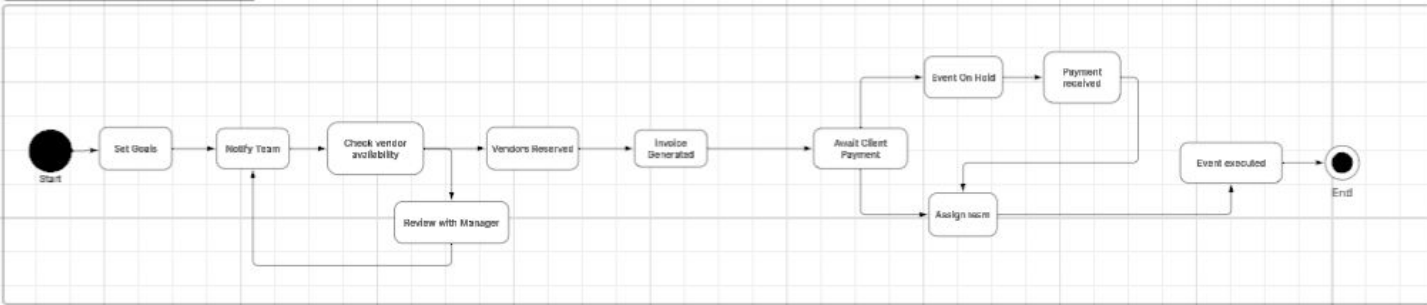 Start
Set Goals
Notify Team
Check vendor
availability
Review with Manager
Vendors Reserved
Invoice
Generated
Await Client
Payment
Event On Hold
Payment
received
Assign team
Event executed
End